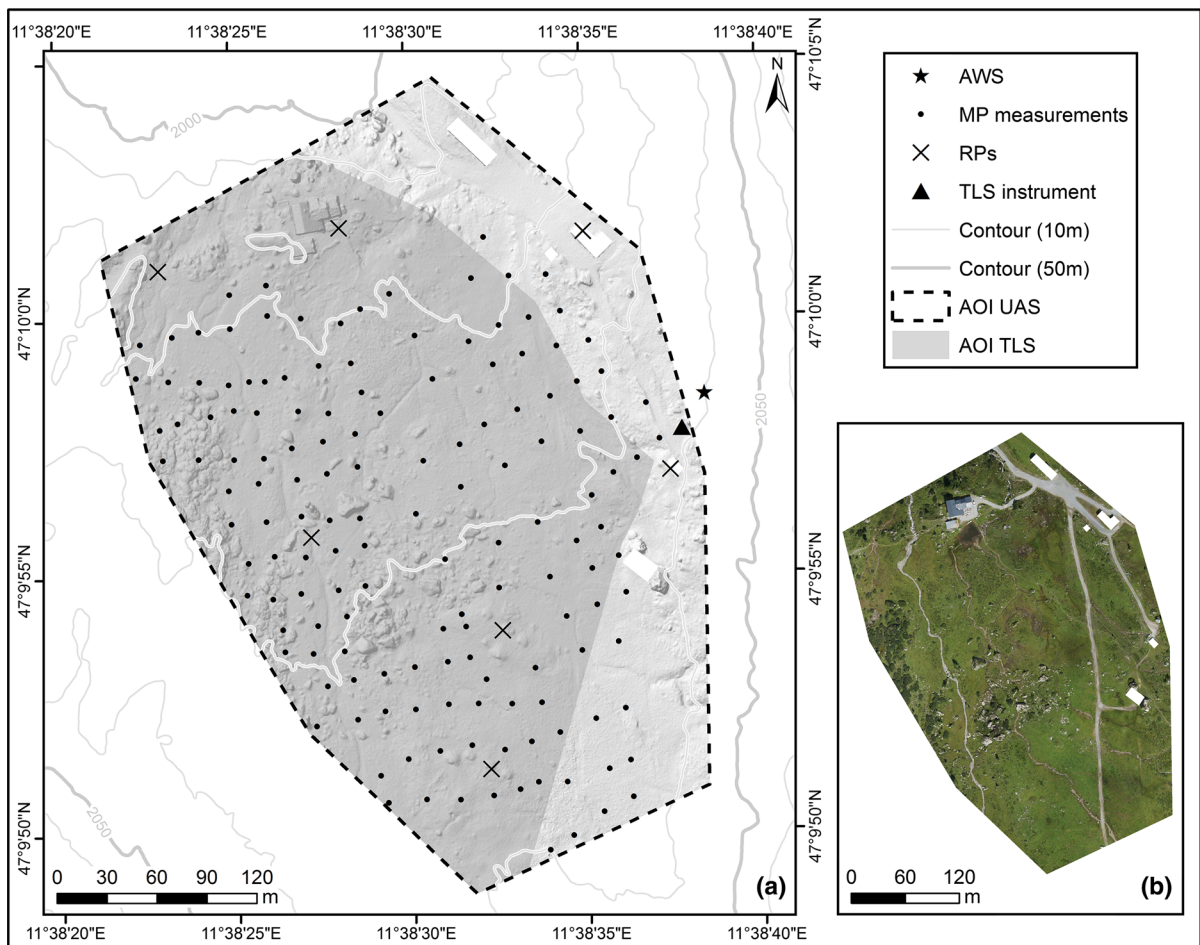 11°38'20"E 11°38'25"E 11°38'30"E 11°38'35"E 11°38'40"E
47°10'5"N
N
2000
47°10'0"N
47°10'0"N
2050
47°9'55"N
47°9'55"N
47°9'50"N
47°9'50"N
2050
0 30 60 90 120
m
(a)
11°38'20"E 11°38'25"E 11°38'30"E 11°38'35"E 11°38'40"E
AWS
MP measurements
RPs
TLS instrument
Contour (10m)
Contour (50m)
AOI UAS
AOI TLS
0 60 120
m
(b)